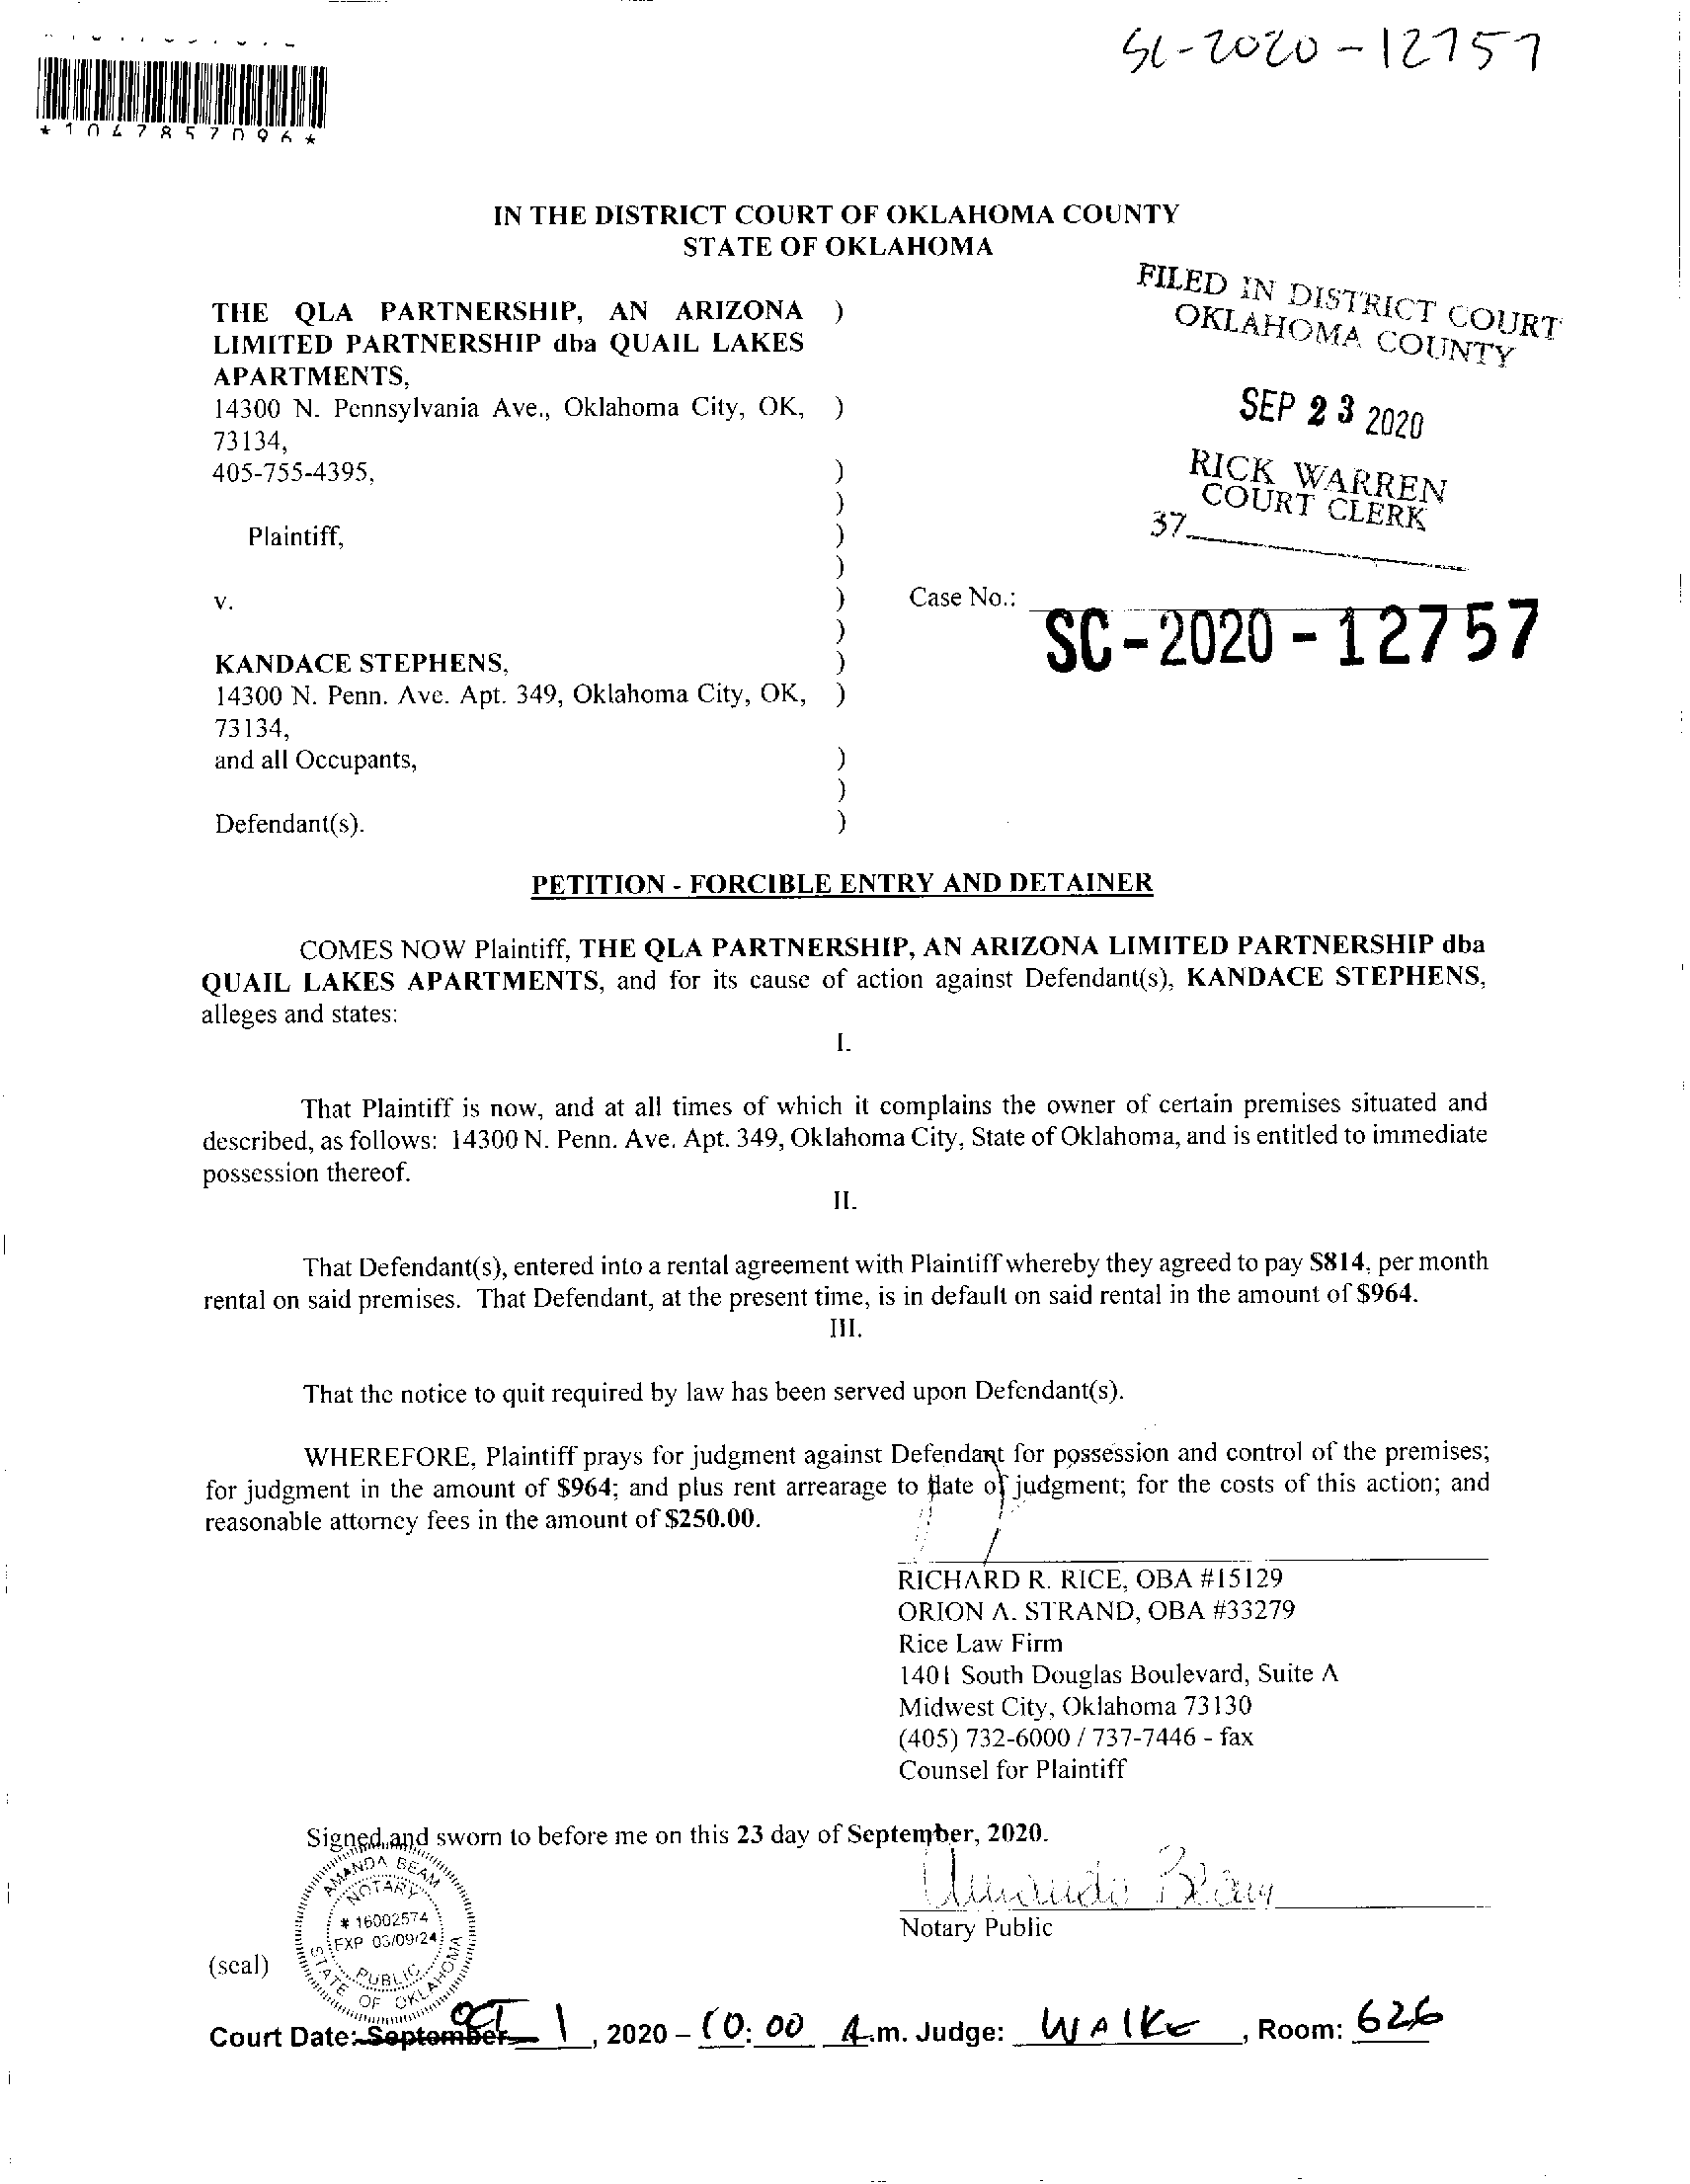 SC-2020-12757
*1047857096*
IN THE DISTRICT COURT OF OKLAHOMA COUNTY
STATE OF OKLAHOMA
FILED IN DISTRICT COURT
OKLAHOMA COUNTY
SEP 23 2020
RICK WARREN
COURT CLERK
37
THE QLA PARTNERSHIP, AN ARIZONA )
LIMITED PARTNERSHIP dba QUAIL LAKES
APARTMENTS,
14300 N. Pennsylvania Ave., Oklahoma City, OK, )
73134,
405-755-4395, )
)
Plaintiff, )
)
v. )
)
KANDACE STEPHENS, )
14300 N. Penn. Ave. Apt. 349, Oklahoma City, OK, )
73134,
and all Occupants, )
)
Defendant(s). )
Case No.:
SC-2020-12757
PETITION - FORCIBLE ENTRY AND DETAINER
COMES NOW Plaintiff, THE QLA PARTNERSHIP, AN ARIZONA LIMITED PARTNERSHIP dba
QUAIL LAKES APARTMENTS, and for its cause of action against Defendant(s), KANDACE STEPHENS,
alleges and states:
I.
That Plaintiff is now, and at all times of which it complains the owner of certain premises situated and
described, as follows: 14300 N. Penn. Ave. Apt. 349, Oklahoma City, State of Oklahoma, and is entitled to immediate
possession thereof.
II.
That Defendant(s), entered into a rental agreement with Plaintiff whereby they agreed to pay $814, per month
rental on said premises. That Defendant, at the present time, is in default on said rental in the amount of $964.
III.
That the notice to quit required by law has been served upon Defendant(s).
WHEREFORE, Plaintiff prays for judgment against Defendant for possession and control of the premises;
for judgment in the amount of $964; and plus rent arrearage to date of judgment; for the costs of this action; and
reasonable attorney fees in the amount of $250.00.
RICHARD R. RICE, OBA #15129
ORION A. STRAND, OBA #33279
Rice Law Firm
1401 South Douglas Boulevard, Suite A
Midwest City, Oklahoma 73130
(405) 732-6000 / 737-7446 - fax
Counsel for Plaintiff
Signed and sworn to before me on this 23 day of September, 2020.
Amanda Beam
Notary Public
AMANDA BEAM
NOTARY
# 16002574
EXP 03/09/24
PUBLIC
STATE OF OKLAHOMA
(seal)
Court Date: September OCT 1, 2020 – 10:00 A.m. Judge: WAlKe, Room: 626